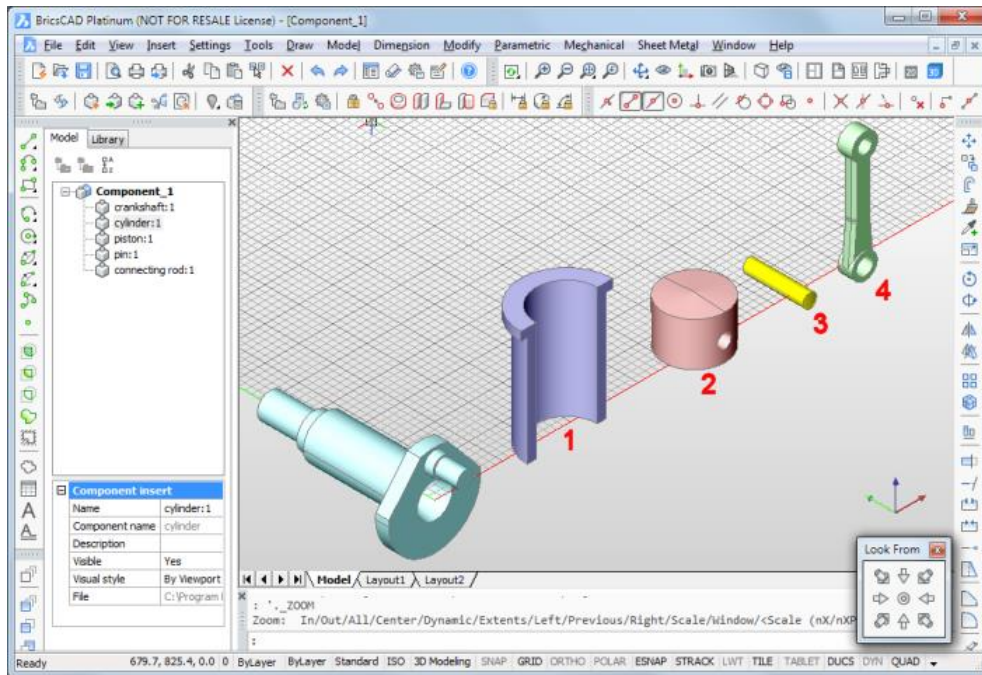 BricsCAD Platinum (NOT FOR RESALE License) - [Component_1]
File Edit View Insert Settings Tools Draw Model Dimension Modify Parametric Mechanical Sheet Metal Window Help
Model Library
Component_1
crankshaft:1
cylinder:1
piston:1
pin:1
connecting rod:1
4
3
2
1
Component insert
Name cylinder:1
Component name cylinder
Description
Visible Yes
Visual style By Viewport
File C:\Program i
Look From
Model Layout1 Layout2
: '._ZOOM
Zoom: In/Out/All/Center/Dynamic/Extents/Left/Previous/Right/Scale/Window/<Scale (nX/nXP
:
Ready 679.7, 825.4, 0.0 0 ByLayer ByLayer Standard ISO 3D Modeling SNAP GRID ORTHO POLAR ESNAP STRACK LWT TILE TABLET DUCS DYN QUAD